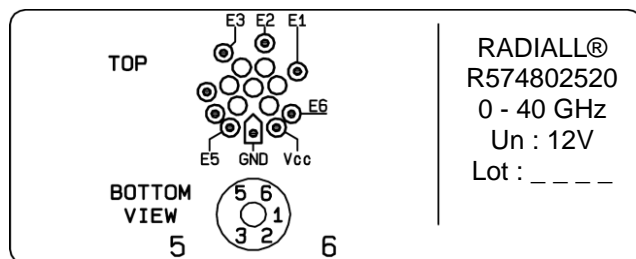 E3 E2 E1
TOP
E6
E5 GND Vcc
BOTTOM
VIEW
5 6
1
3 2
5 6
RADIALL®
R574802520
0 - 40 GHz
Un : 12V
Lot : _ _ _ _